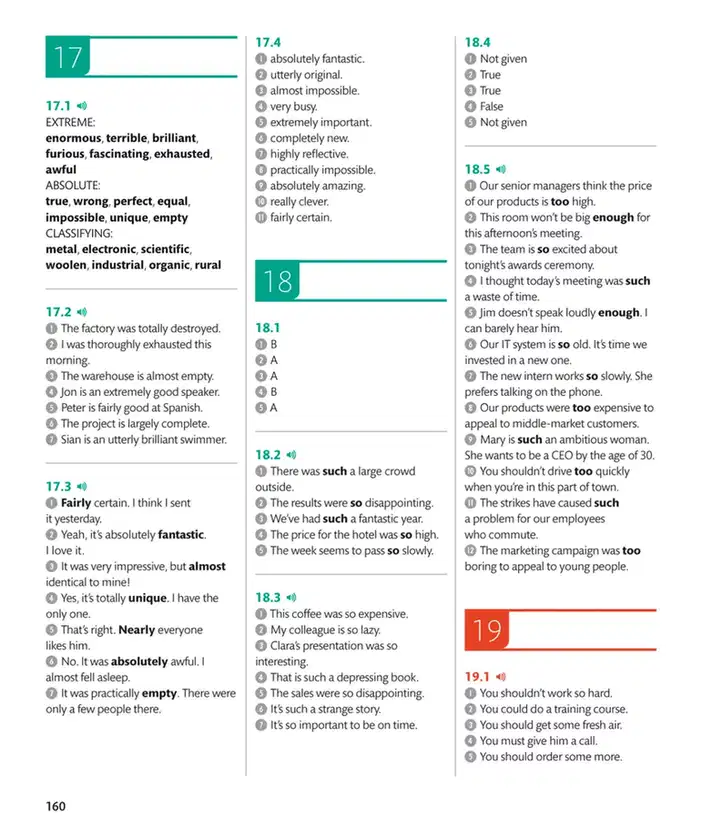 17
17.1
EXTREME:
enormous, terrible, brilliant,
furious, fascinating, exhausted,
awful
ABSOLUTE:
true, wrong, perfect, equal,
impossible, unique, empty
CLASSIFYING:
metal, electronic, scientific,
woolen, industrial, organic, rural
17.2
1 The factory was totally destroyed.
2 I was thoroughly exhausted this
morning.
3 The warehouse is almost empty.
4 Jon is an extremely good speaker.
5 Peter is fairly good at Spanish.
6 The project is largely complete.
7 Sian is an utterly brilliant swimmer.
17.3
1 Fairly certain. I think I sent
it yesterday.
2 Yeah, it's absolutely fantastic.
I love it.
3 It was very impressive, but almost
identical to mine!
4 Yes, it's totally unique. I have the
only one.
5 That's right. Nearly everyone
likes him.
6 No. It was absolutely awful. I
almost fell asleep.
7 It was practically empty. There were
only a few people there.
17.4
1 absolutely fantastic.
2 utterly original.
3 almost impossible.
4 very busy.
5 extremely important.
6 completely new.
7 highly reflective.
8 practically impossible.
9 absolutely amazing.
10 really clever.
11 fairly certain.
18
18.1
1 B
2 A
3 A
4 B
5 A
18.2
1 There was such a large crowd
outside.
2 The results were so disappointing.
3 We've had such a fantastic year.
4 The price for the hotel was so high.
5 The week seems to pass so slowly.
18.3
1 This coffee was so expensive.
2 My colleague is so lazy.
3 Clara's presentation was so
interesting.
4 That is such a depressing book.
5 The sales were so disappointing.
6 It's such a strange story.
7 It's so important to be on time.
18.4
1 Not given
2 True
3 True
4 False
5 Not given
18.5
1 Our senior managers think the price
of our products is too high.
2 This room won't be big enough for
this afternoon's meeting.
3 The team is so excited about
tonight's awards ceremony.
4 I thought today's meeting was such
a waste of time.
5 Jim doesn't speak loudly enough. I
can barely hear him.
6 Our IT system is so old. It's time we
invested in a new one.
7 The new intern works so slowly. She
prefers talking on the phone.
8 Our products were too expensive to
appeal to middle-market customers.
9 Mary is such an ambitious woman.
She wants to be a CEO by the age of 30.
10 You shouldn't drive too quickly
when you're in this part of town.
11 The strikes have caused such
a problem for our employees
who commute.
12 The marketing campaign was too
boring to appeal to young people.
19
19.1
1 You shouldn't work so hard.
2 You could do a training course.
3 You should get some fresh air.
4 You must give him a call.
5 You should order some more.
160